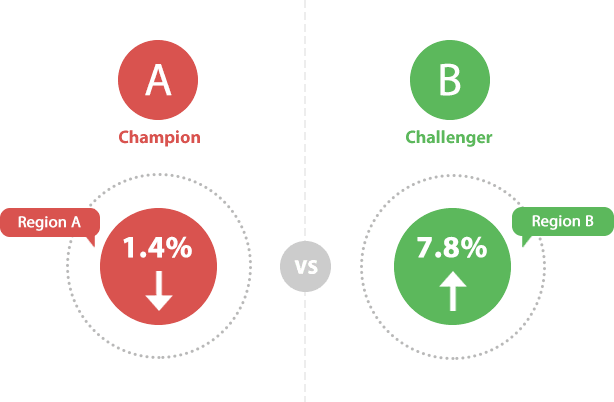 A
Champion
Region A
1.4%
vs
B
Challenger
Region B
7.8%